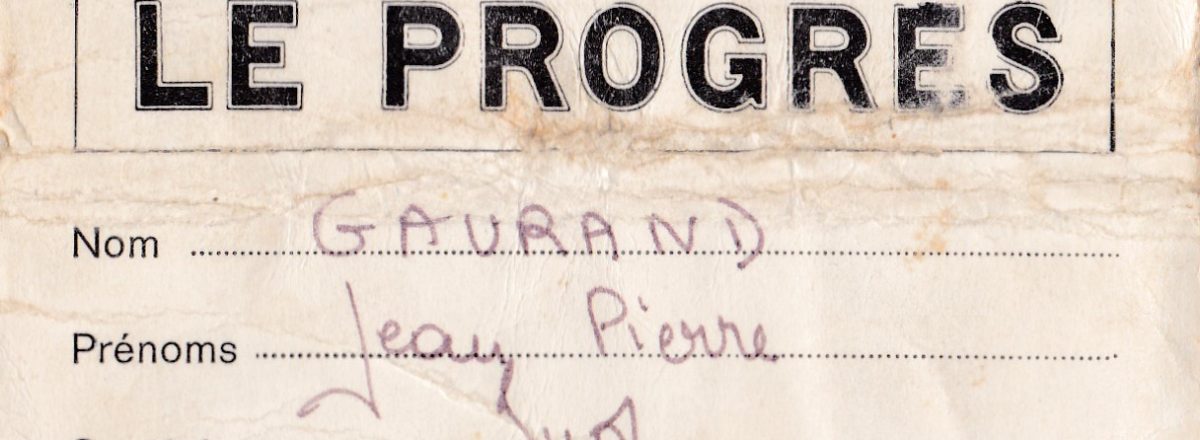 LE PROGRES
Nom GAURAND
Prénoms Jean Pierre